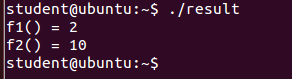 student@ubuntu:~$ ./result
f1() = 2
f2() = 10
student@ubuntu:~$